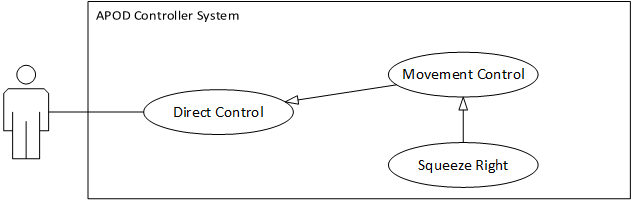 APOD Controller System
Movement Control
Direct Control
Squeeze Right